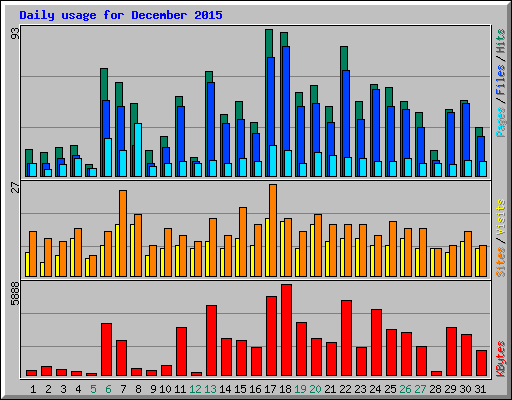 Daily usage for December 2015
93
Pages / Files / Hits
27
Sites / Visits
5888
KBytes
1 2 3 4 5 6 7 8 9 10 11 12 13 14 15 16 17 18 19 20 21 22 23 24 25 26 27 28 29 30 31